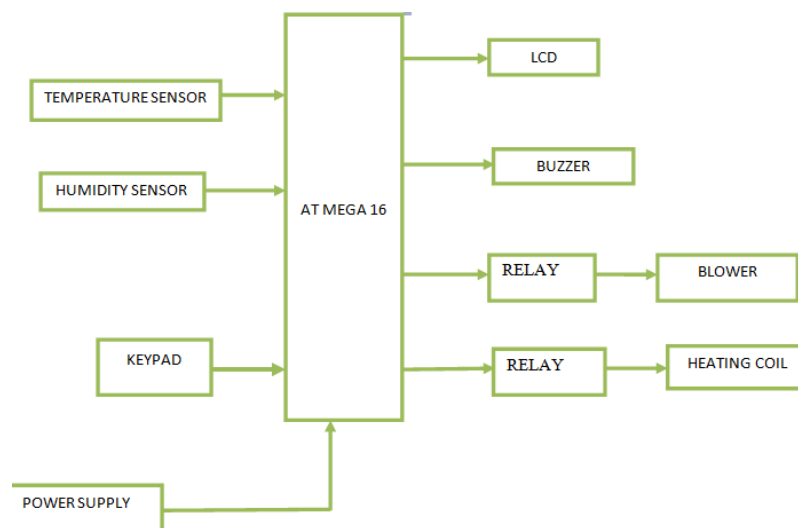 LCD
TEMPERATURE SENSOR
BUZZER
HUMIDITY SENSOR
AT MEGA 16
RELAY
BLOWER
KEYPAD
RELAY
HEATING COIL
POWER SUPPLY